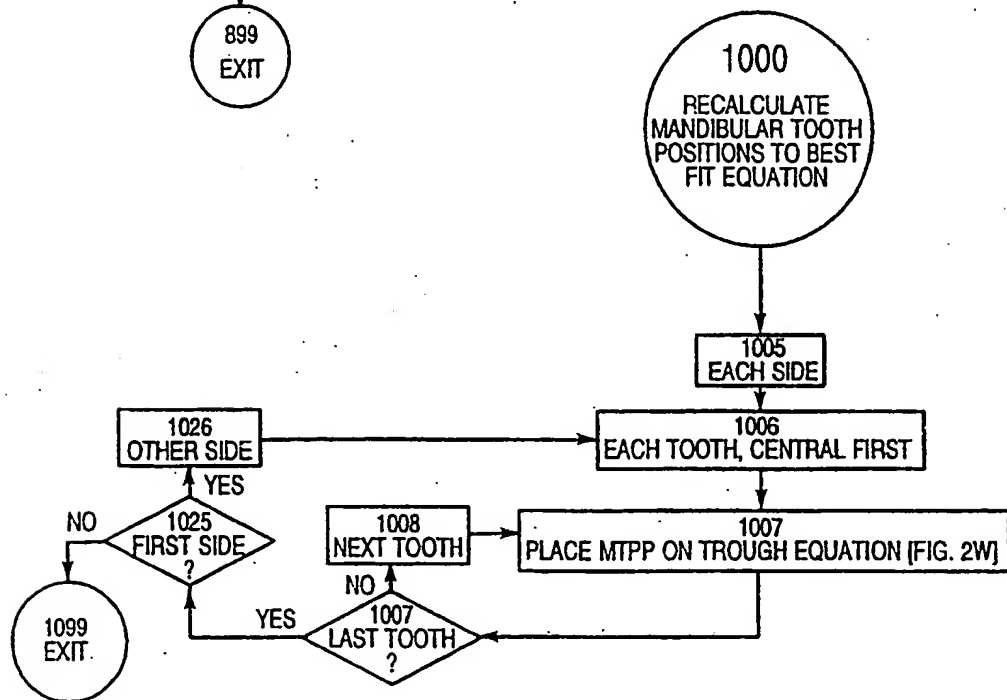 899
EXIT
1000
RECALCULATE
MANDIBULAR TOOTH
POSITIONS TO BEST
FIT EQUATION
1005
EACH SIDE
1006
EACH TOOTH, CENTRAL FIRST
1007
PLACE MTPP ON TROUGH EQUATION [FIG. 2W]
1008
NEXT TOOTH
NO
1007
LAST TOOTH
?
YES
1025
FIRST SIDE
?
YES
1026
OTHER SIDE
NO
1099
EXIT